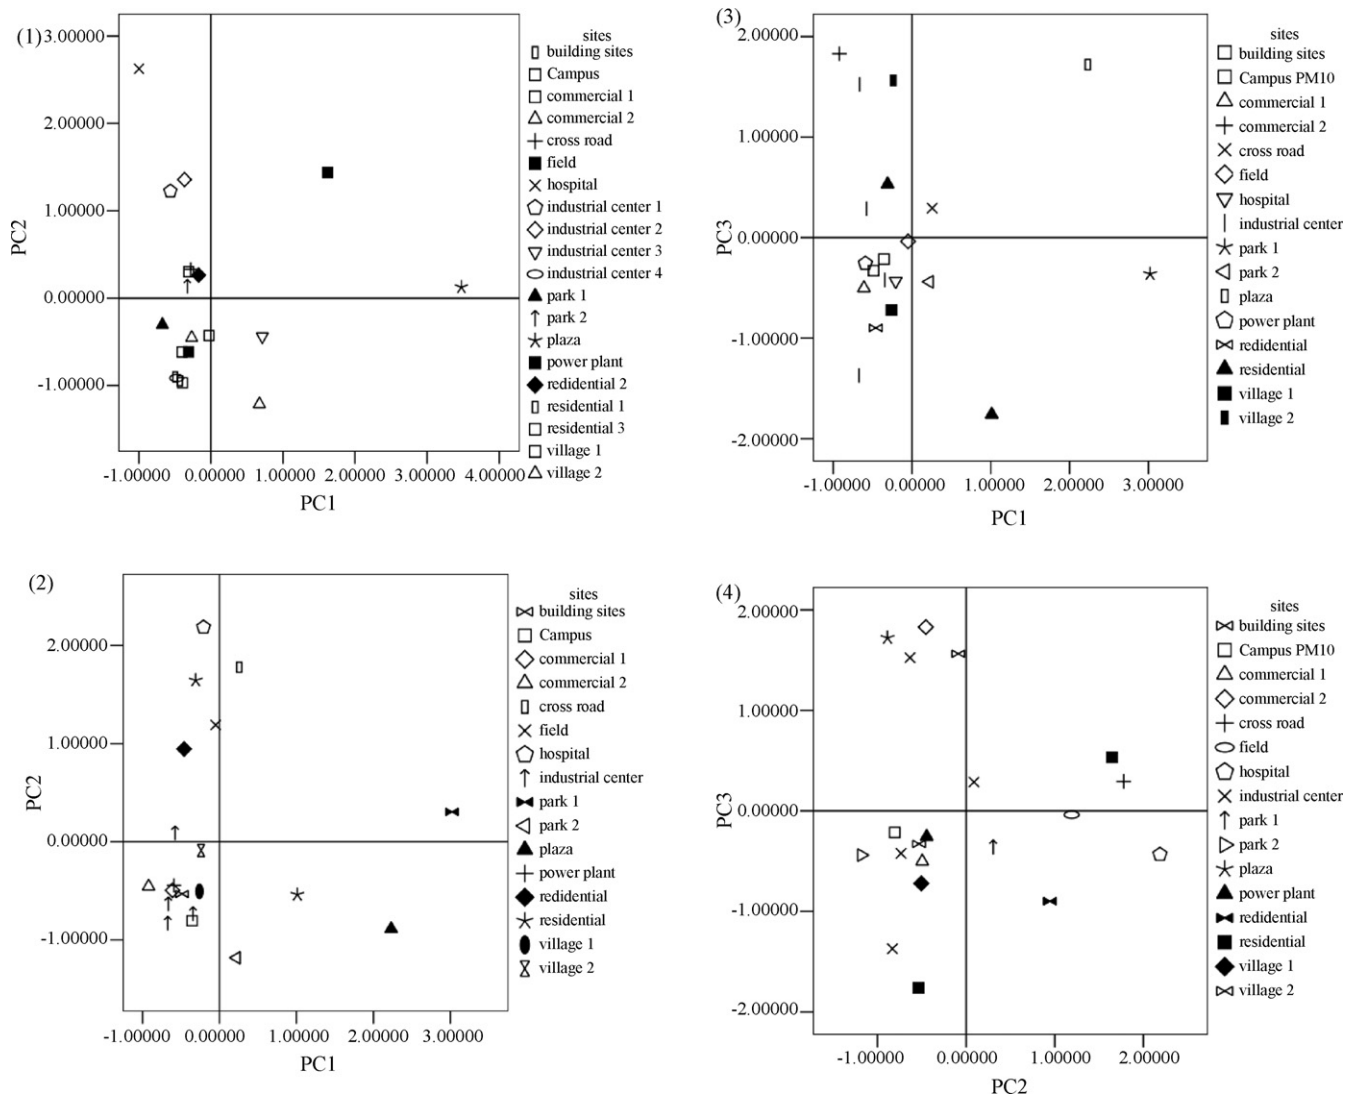 (1)
3.00000
2.00000
1.00000
0.00000
-1.00000
PC2
-1.00000 0.00000 1.00000 2.00000 3.00000 4.00000
PC1
sites
building sites
Campus
commercial 1
commercial 2
cross road
field
hospital
industrial center 1
industrial center 2
industrial center 3
industrial center 4
park 1
park 2
plaza
power plant
redidential 2
residential 1
residential 3
village 1
village 2
(3)
2.00000
1.00000
0.00000
-1.00000
-2.00000
PC3
-1.00000 0.00000 1.00000 2.00000 3.00000
PC1
sites
building sites
Campus PM10
commercial 1
commercial 2
cross road
field
hospital
industrial center
park 1
park 2
plaza
power plant
redidential
residential
village 1
village 2
(2)
2.00000
1.00000
0.00000
-1.00000
PC2
-1.00000 0.00000 1.00000 2.00000 3.00000
PC1
sites
building sites
Campus
commercial 1
commercial 2
cross road
field
hospital
industrial center
park 1
park 2
plaza
power plant
redidential
residential
village 1
village 2
(4)
2.00000
1.00000
0.00000
-1.00000
-2.00000
PC3
-1.00000 0.00000 1.00000 2.00000
PC2
sites
building sites
Campus PM10
commercial 1
commercial 2
cross road
field
hospital
industrial center
park 1
park 2
plaza
power plant
redidential
residential
village 1
village 2